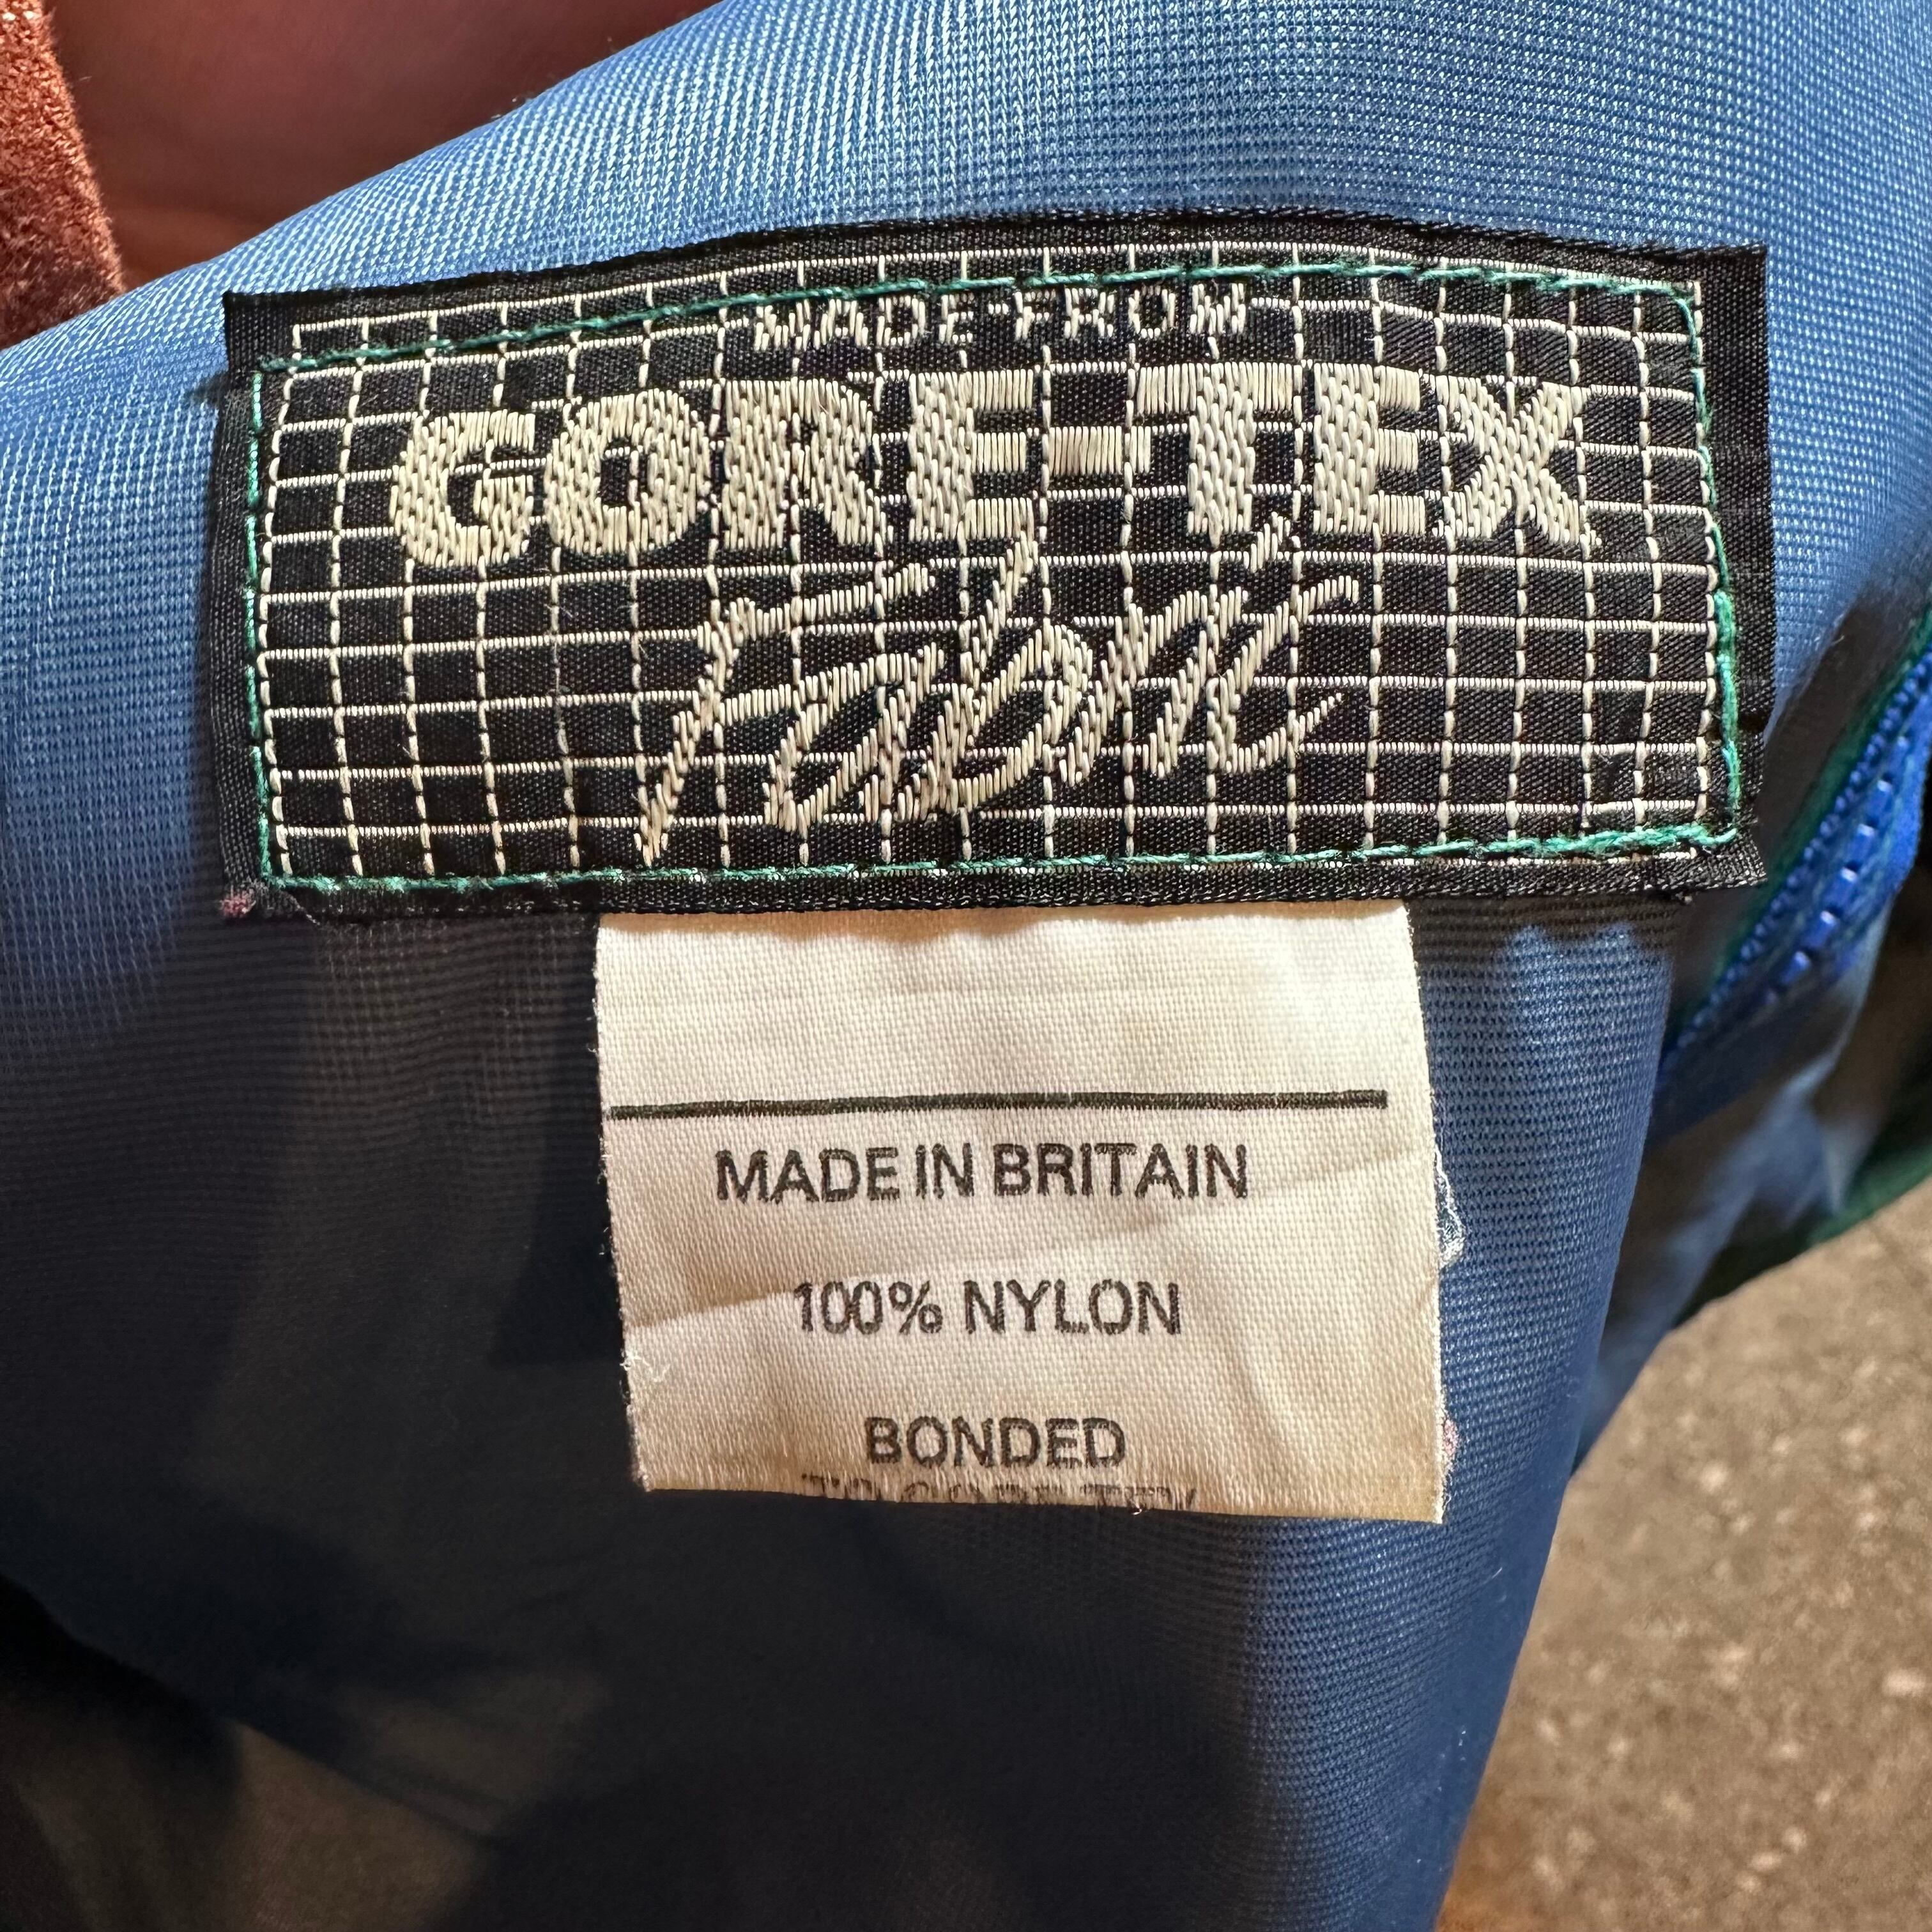 MADE FROM
GORE-TEX
Fabric
MADE IN BRITAIN
100% NYLON
BONDED